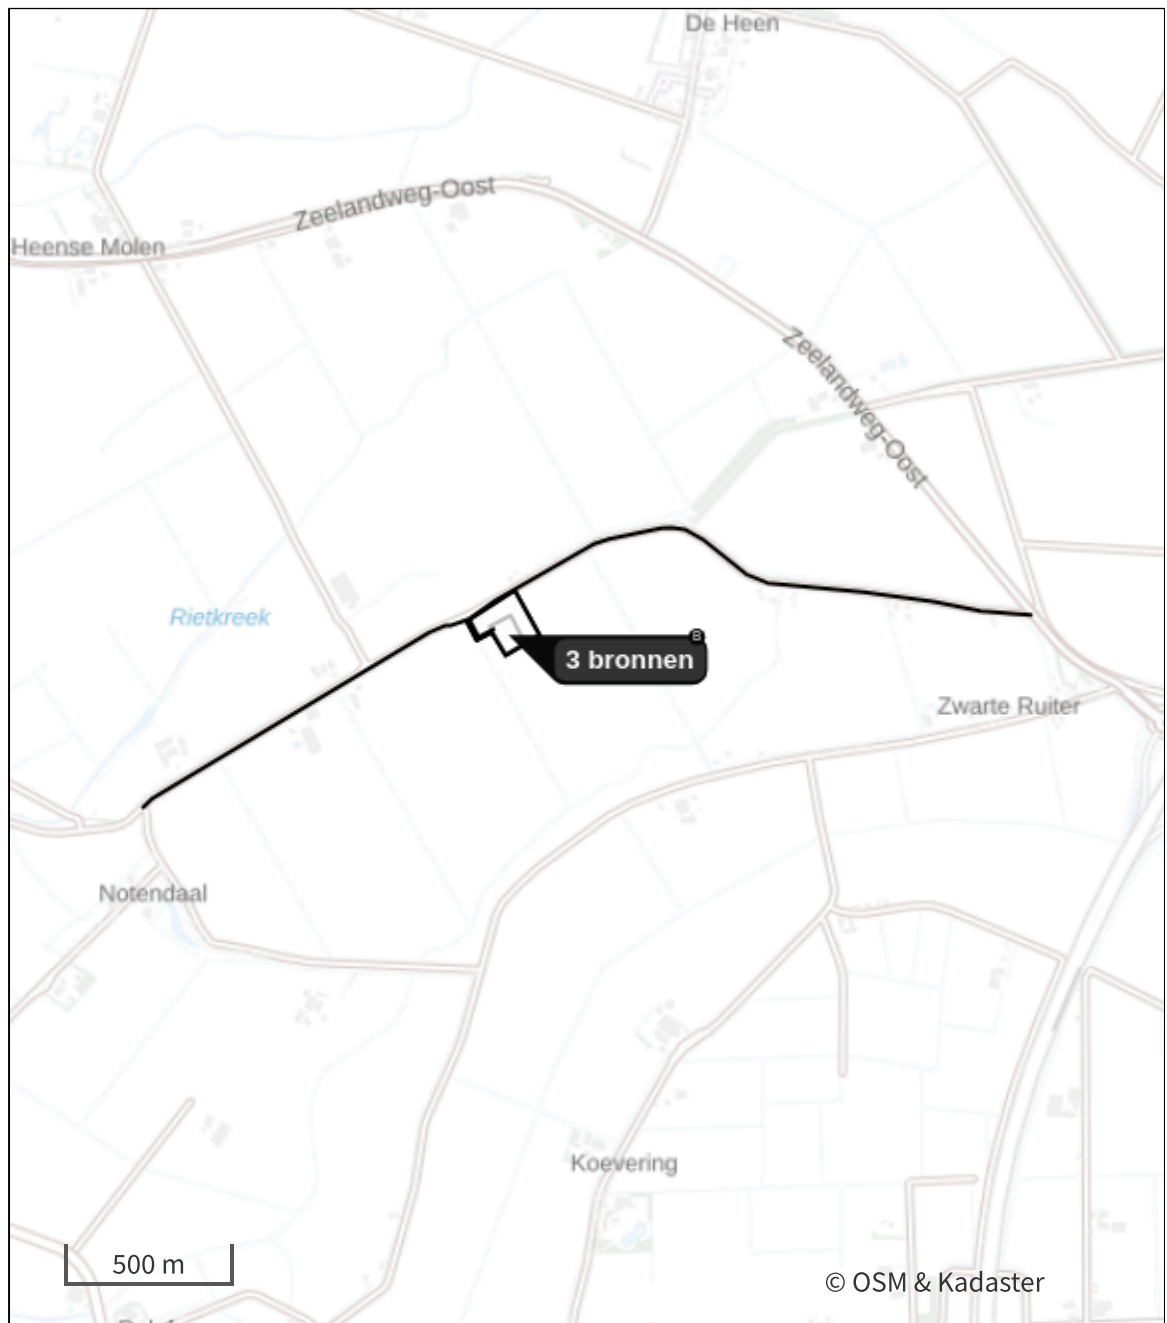 De Heen
Zeelandweg-Oost
Heense Molen
Zeelandweg-Oost
Rietkreek
B
3 bronnen
Zwarte Ruiter
Notendaal
Koevering
500 m
© OSM & Kadaster